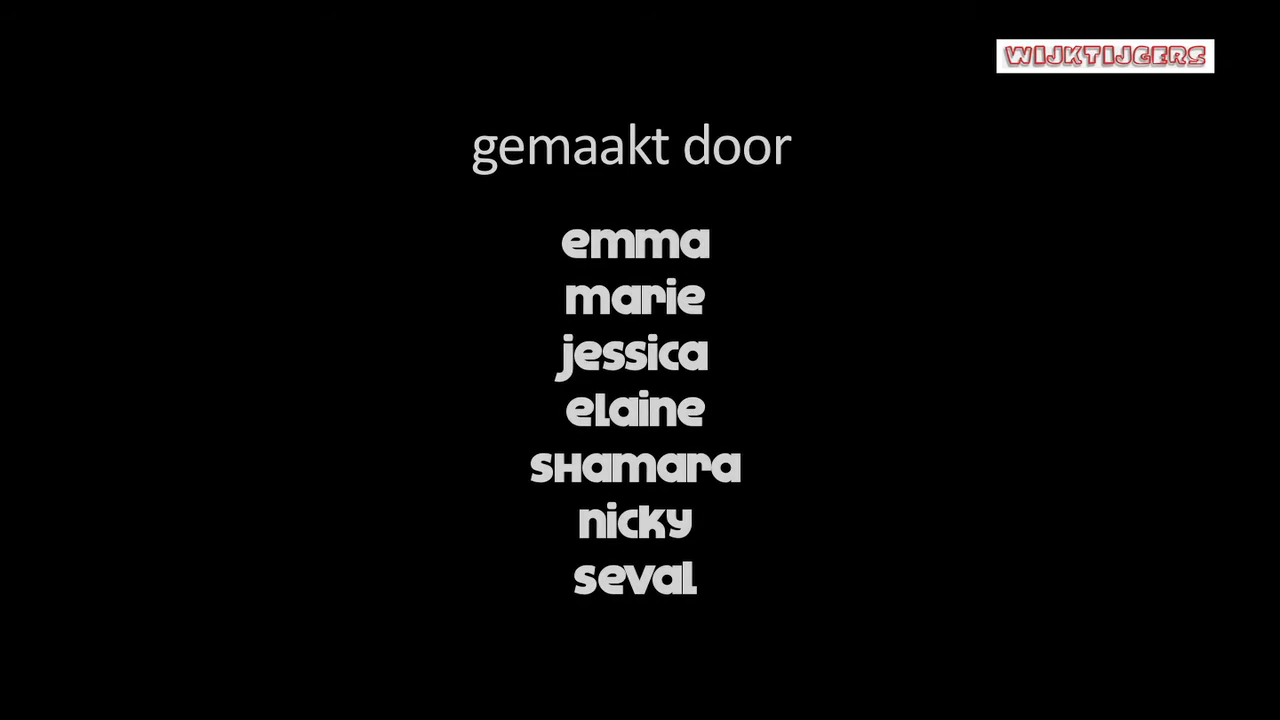 WIJKTIJGERS
gemaakt door
emma
marie
jessica
elaine
shamara
nicky
seval